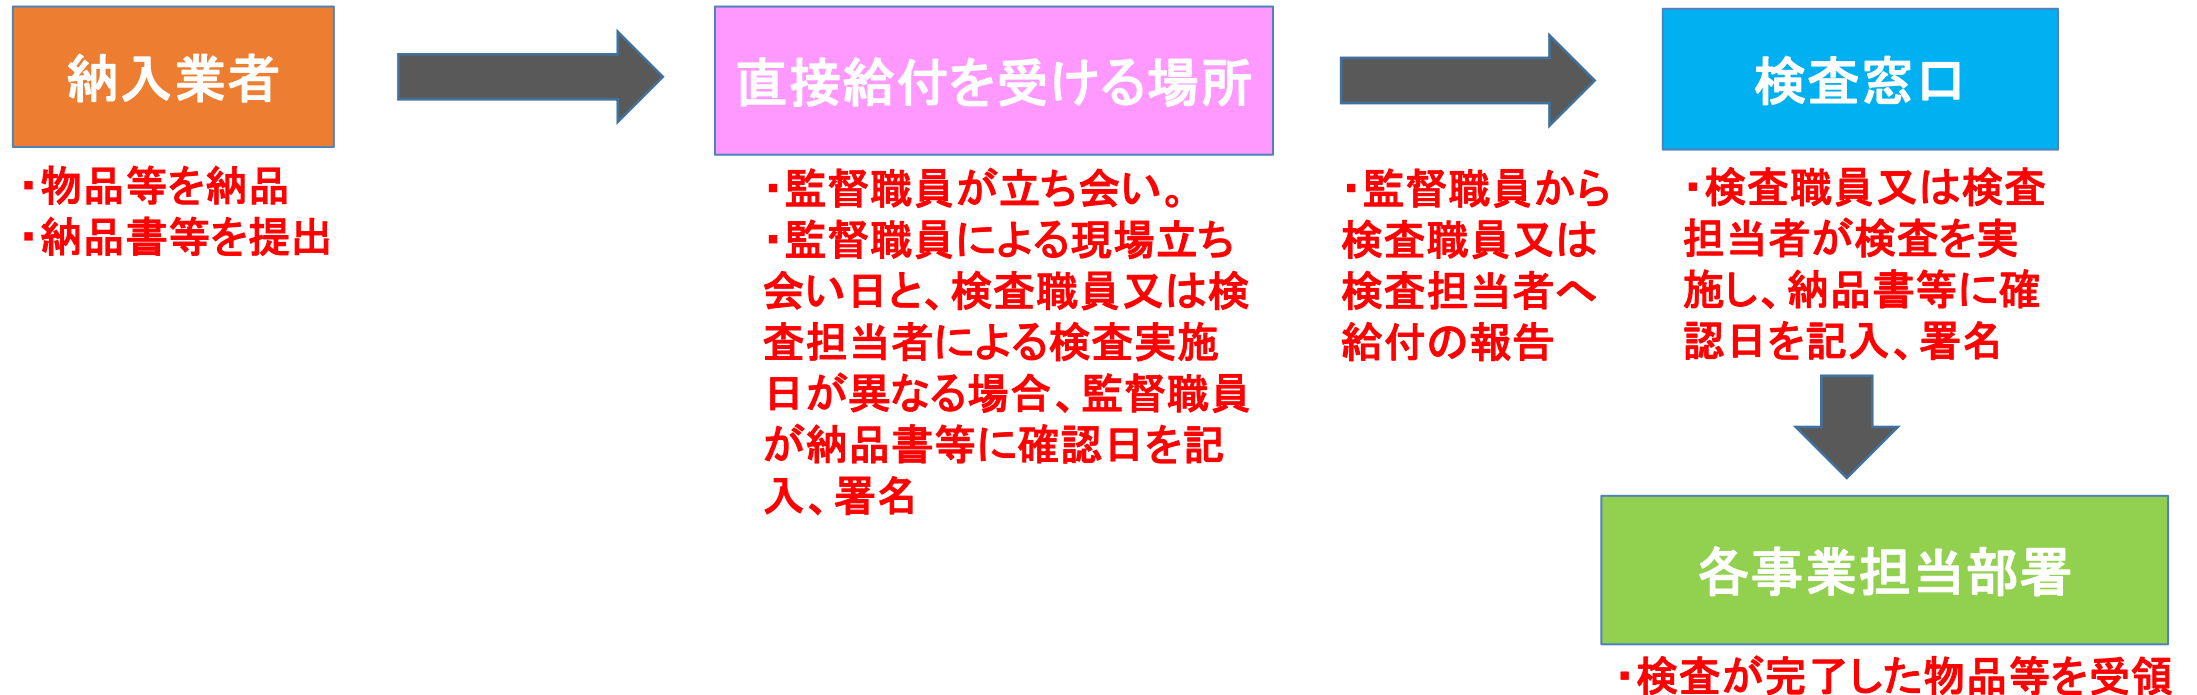 納入業者
・物品等を納品
・納品書等を提出
直接給付を受ける場所
・監督職員が立ち会い。
・監督職員による現場立ち
会い日と、検査職員又は検
査担当者による検査実施
日が異なる場合、監督職員
が納品書等に確認日を記
入、署名
・監督職員から
検査職員又は
検査担当者へ
給付の報告
検査窓口
・検査職員又は検査
担当者が検査を実
施し、納品書等に確
認日を記入、署名
各事業担当部署
・検査が完了した物品等を受領